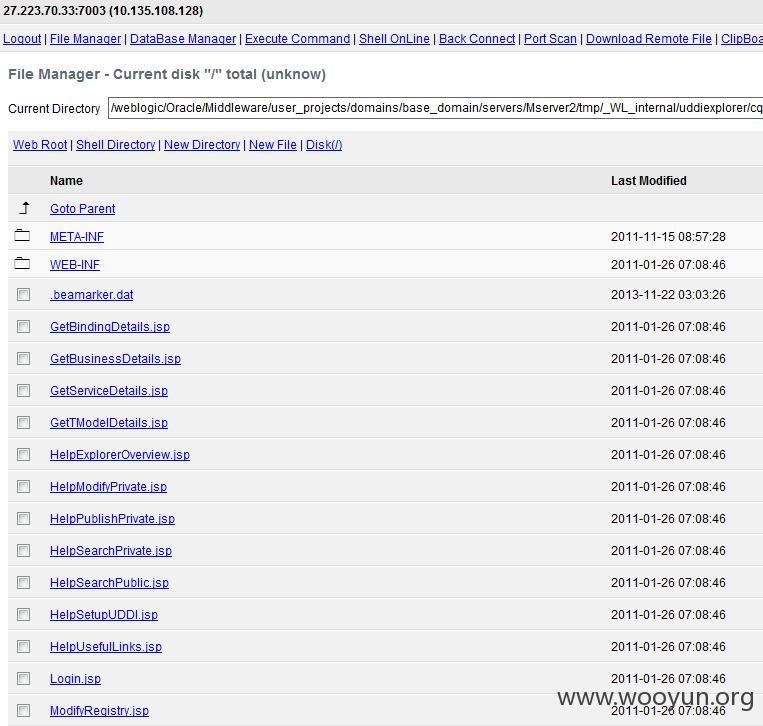 27.223.70.33:7003 (10.135.108.128)
Logout | File Manager | DataBase Manager | Execute Command | Shell OnLine | Back Connect | Port Scan | Download Remote File | ClipBoa
File Manager - Current disk "/" total (unknow)
Current Directory /weblogic/Oracle/Middleware/user_projects/domains/base_domain/servers/Mserver2/tmp/_WL_internal/uddiexplorer/cq
Web Root | Shell Directory | New Directory | New File | Disk(/)
Name Last Modified
Goto Parent
META-INF 2011-11-15 08:57:28
WEB-INF 2011-01-26 07:08:46
.beamarker.dat 2013-11-22 03:03:26
GetBindingDetails.jsp 2011-01-26 07:08:46
GetBusinessDetails.jsp 2011-01-26 07:08:46
GetServiceDetails.jsp 2011-01-26 07:08:46
GetTModelDetails.jsp 2011-01-26 07:08:46
HelpExplorerOverview.jsp 2011-01-26 07:08:46
HelpModifyPrivate.jsp 2011-01-26 07:08:46
HelpPublishPrivate.jsp 2011-01-26 07:08:46
HelpSearchPrivate.jsp 2011-01-26 07:08:46
HelpSearchPublic.jsp 2011-01-26 07:08:46
HelpSetupUDDI.jsp 2011-01-26 07:08:46
HelpUsefulLinks.jsp 2011-01-26 07:08:46
Login.jsp 2011-01-26 07:08:46
ModifyRegistry.jsp 2011-01-26 07:08:46
www.wooyun.org